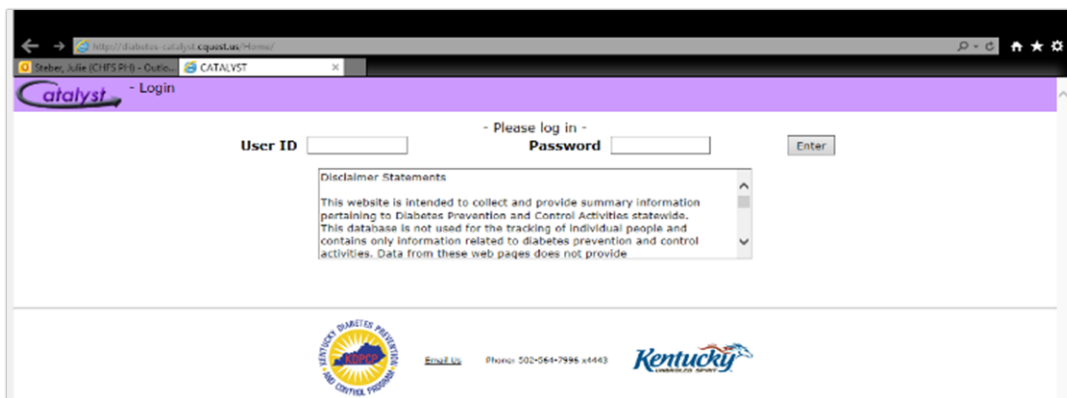 http://diabetes-catalyst.cquest.us/Home/
Steber, Julie (CHFS PH) - Outlo... CATALYST
Catalyst - Login
- Please log in -
User ID Password Enter
Disclaimer Statements
This website is intended to collect and provide summary information
pertaining to Diabetes Prevention and Control Activities statewide.
This database is not used for the tracking of individual people and
contains only information related to diabetes prevention and control
activities. Data from these web pages does not provide
KENTUCKY DIABETES PREVENTION
KDPCP
AND CONTROL PROGRAM
Email Us Phone: 502-564-7996 x4443
Kentucky
UNBRIDLED SPIRIT